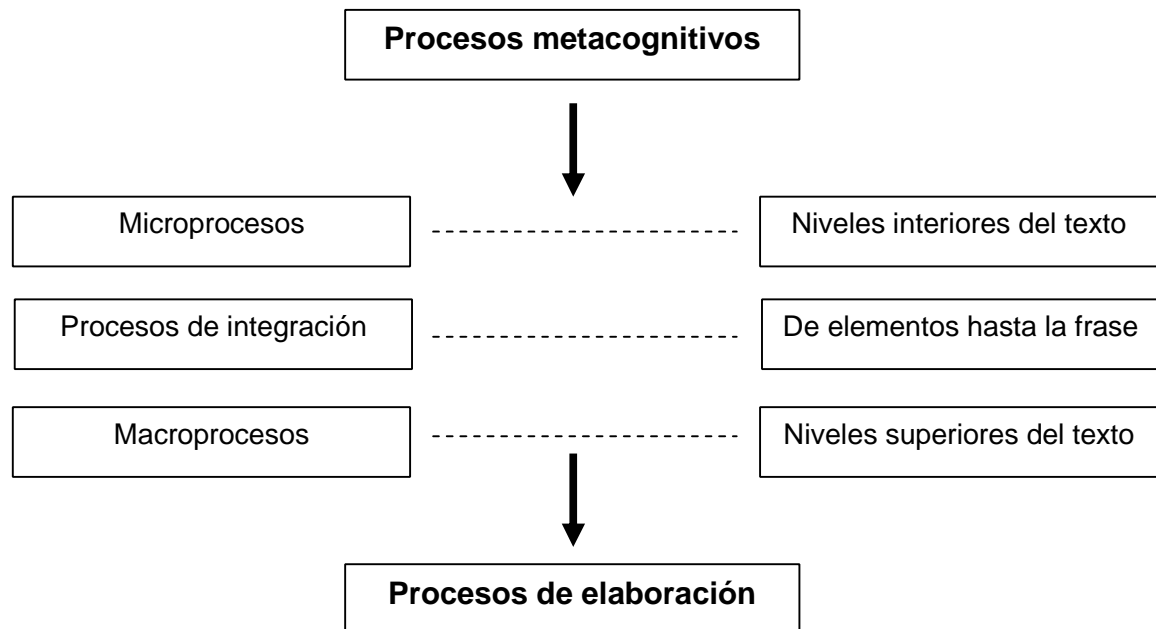 Procesos metacognitivos
Microprocesos
Niveles interiores del texto
Procesos de integración
De elementos hasta la frase
Macroprocesos
Niveles superiores del texto
Procesos de elaboración